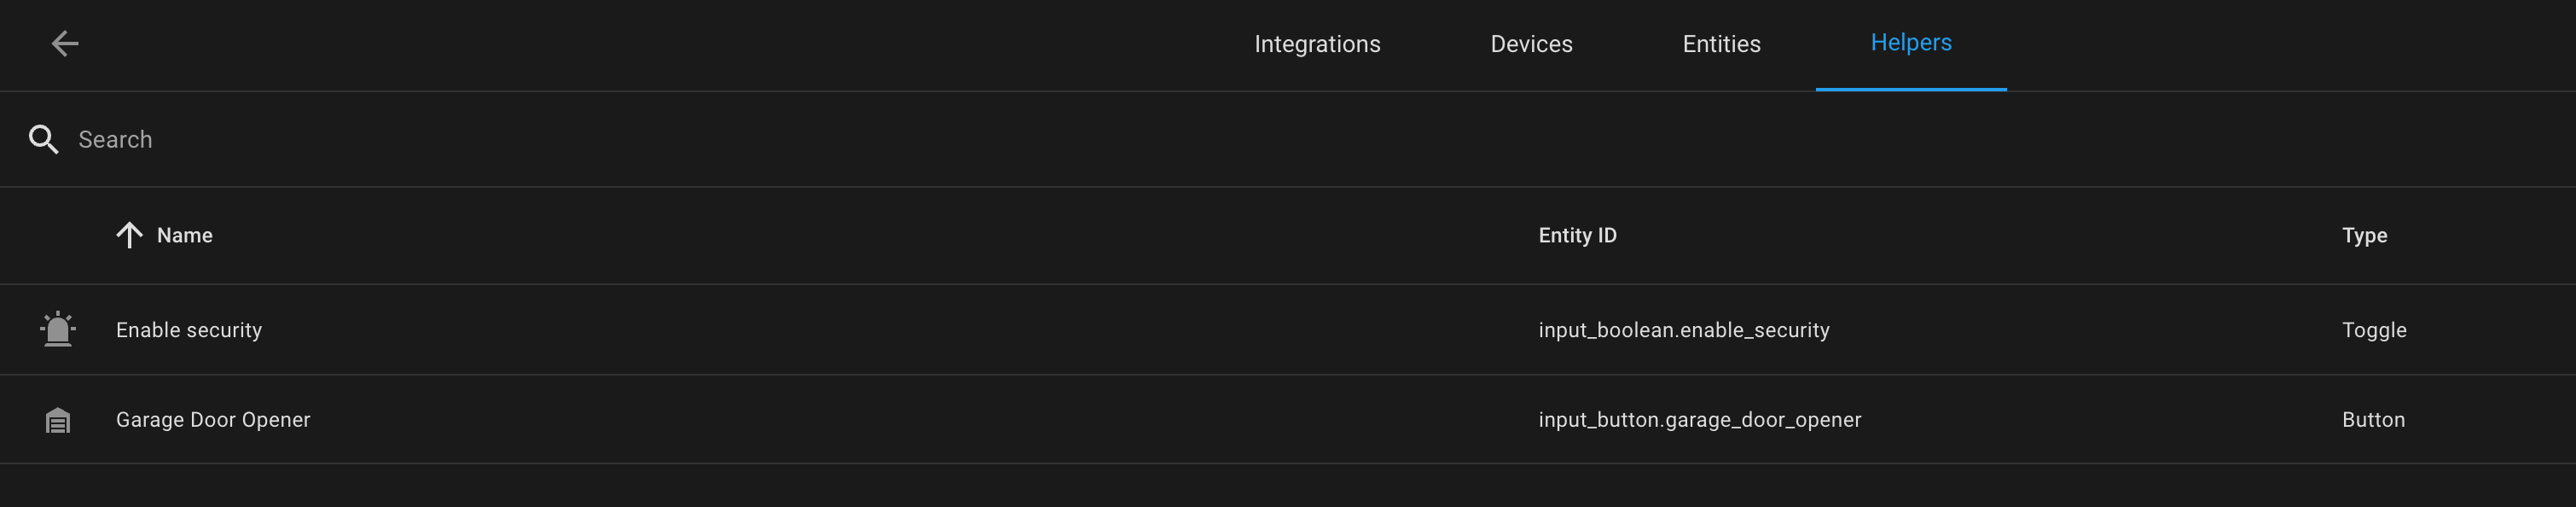 Integrations Devices Entities Helpers
Search
Name Entity ID Type
Enable security input_boolean.enable_security Toggle
Garage Door Opener input_button.garage_door_opener Button